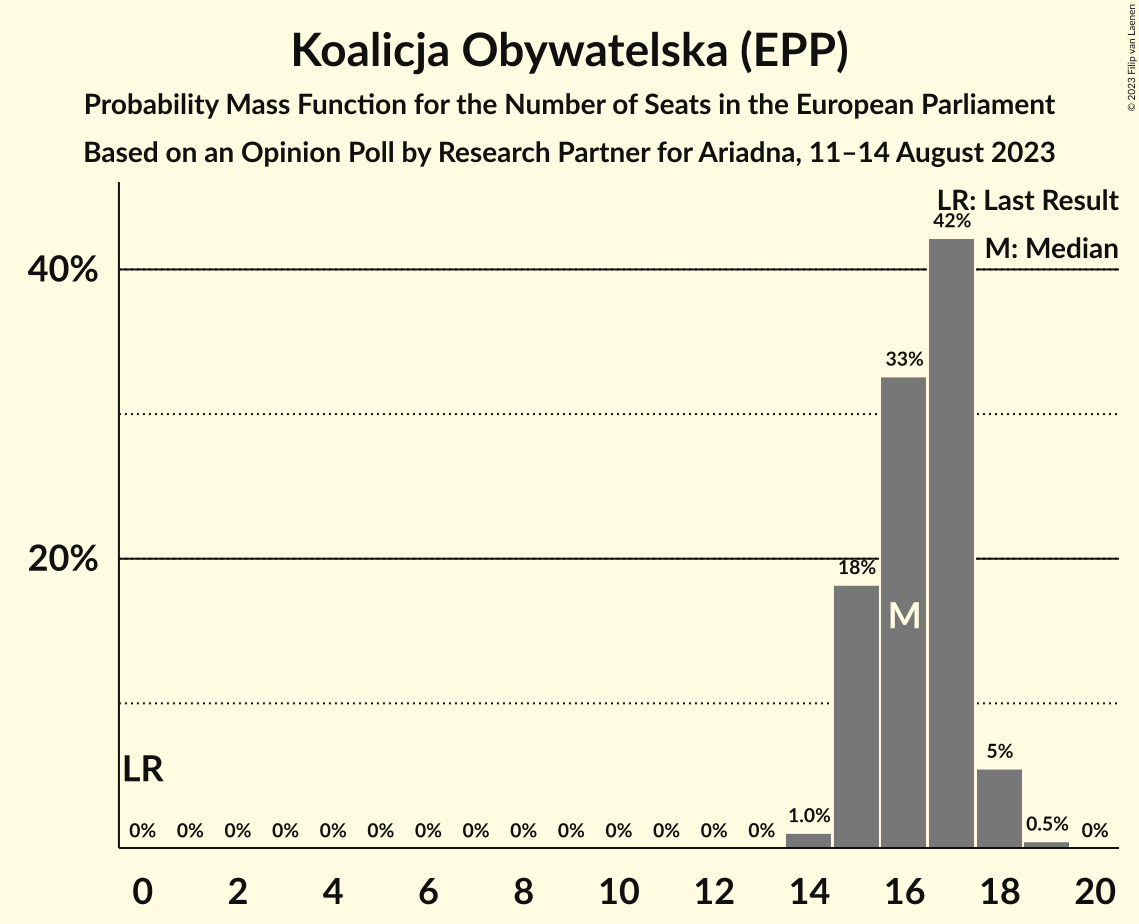 Koalicja Obywatelska (EPP)
Probability Mass Function for the Number of Seats in the European Parliament
Based on an Opinion Poll by Research Partner for Ariadna, 11–14 August 2023
© 2023 Filip van Laenen
LR: Last Result
M: Median
42%
40%
33%
20%
18%
M
LR
5%
0% 0% 0% 0% 0% 0% 0% 0% 0% 0% 0% 0% 0% 0% 1.0% 0.5% 0%
0 2 4 6 8 10 12 14 16 18 20